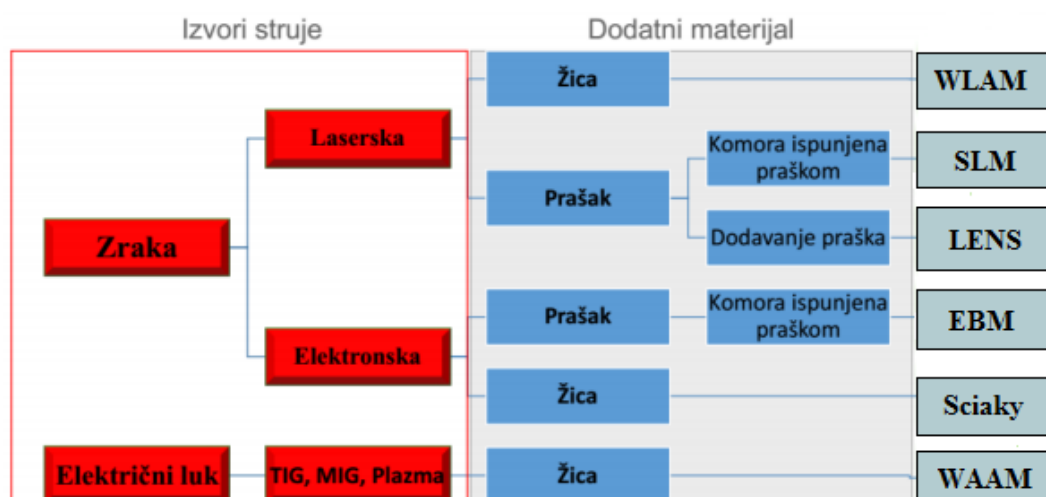 Izvori struje
Dodatni materijal
Žica
WLAM
Laserska
Komora ispunjena
praškom
SLM
Prašak
Zraka
Dodavanje praška
LENS
Prašak
Komora ispunjena
praškom
EBM
Elektronska
Žica
Sciaky
Električni luk
TIG, MIG, Plazma
Žica
WAAM